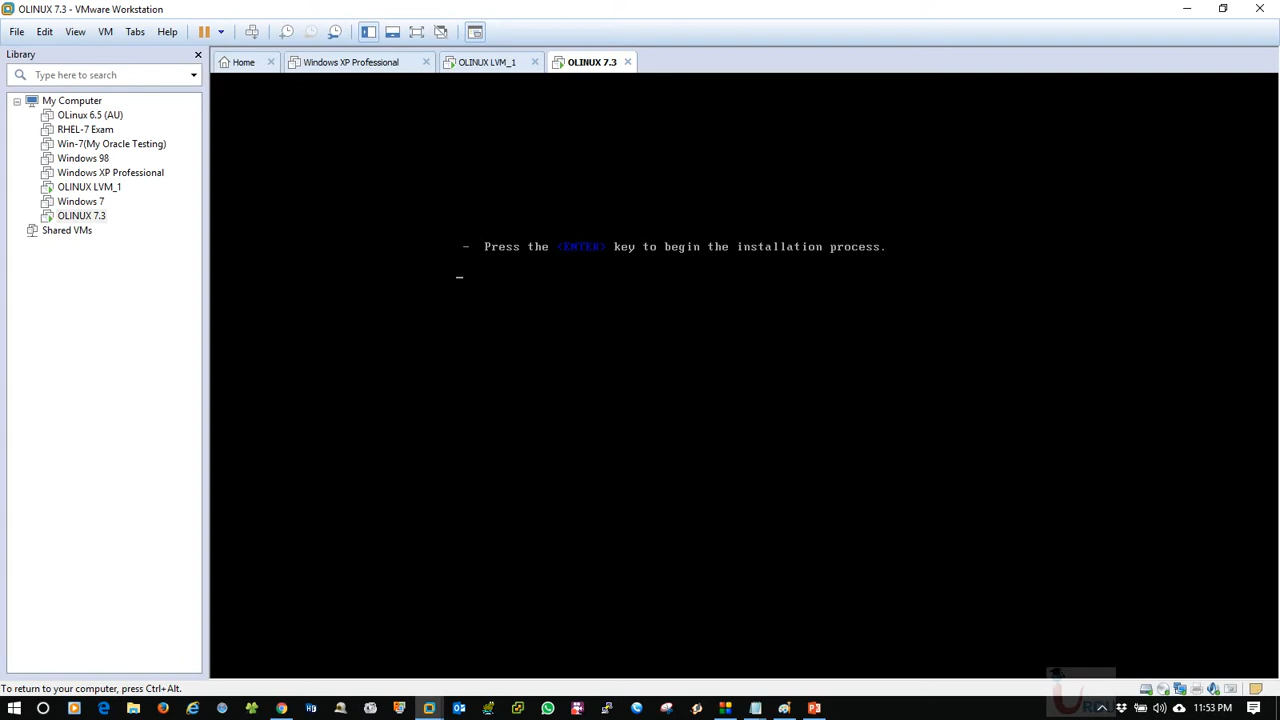 OLINUX 7.3 - VMware Workstation
File Edit View VM Tabs Help
Library
Type here to search
My Computer
OLinux 6.5 (AU)
RHEL-7 Exam
Win-7(My Oracle Testing)
Windows 98
Windows XP Professional
OLINUX LVM_1
Windows 7
OLINUX 7.3
Shared VMs
Home Windows XP Professional OLINUX LVM_1 OLINUX 7.3
- Press the <ENTER> key to begin the installation process.
To return to your computer, press Ctrl+Alt.
11:53 PM